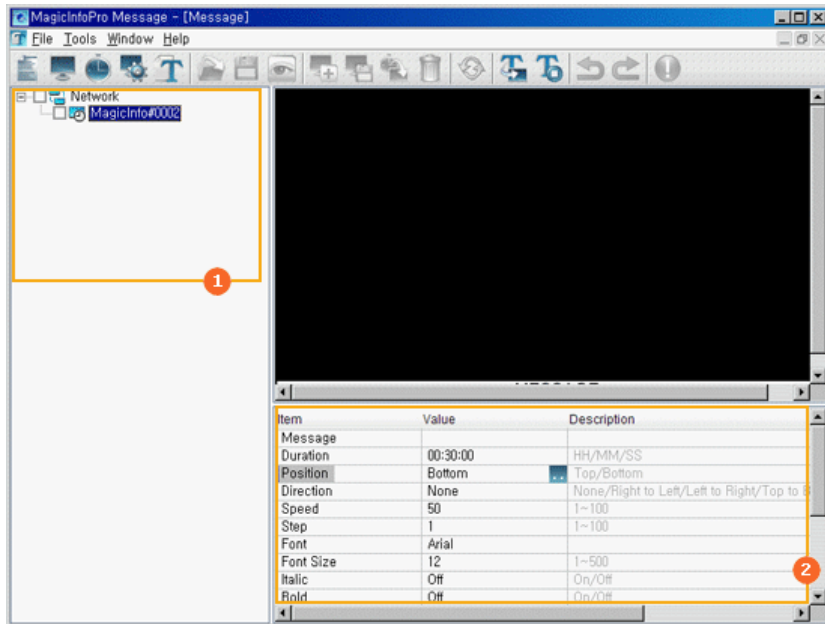 MagicInfoPro Message - [Message]
File Tools Window Help
Network
MagicInfo#0002
1
Item Value Description
Message
Duration 00:30:00 HH/MM/SS
Position Bottom .. Top/Bottom
Direction None None/Right to Left/Left to Right/Top to B
Speed 50 1~100
Step 1 1~100
Font Arial
Font Size 12 1~500
Italic Off On/Off
Bold Off On/Off
2